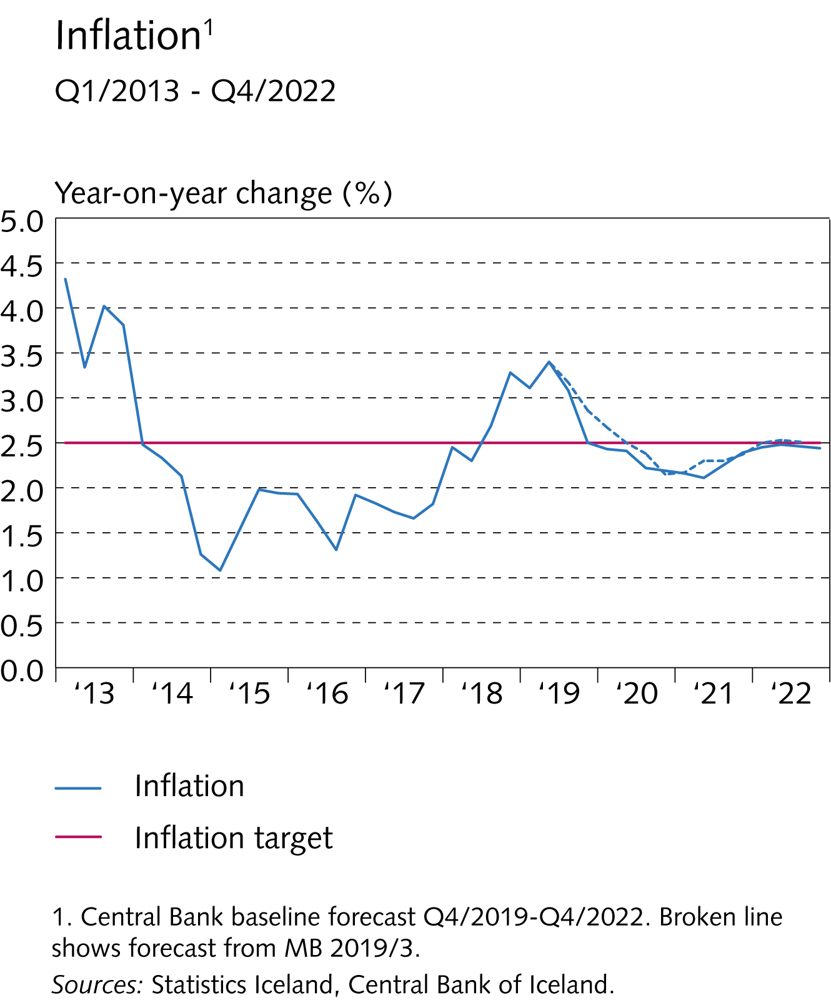 Inflation¹
Q1/2013 - Q4/2022
Year-on-year change (%)
5.0
4.5
4.0
3.5
3.0
2.5
2.0
1.5
1.0
0.5
0.0
‘13 ‘14 ‘15 ‘16 ‘17 ‘18 ‘19 ‘20 ‘21 ‘22
Inflation
Inflation target
1. Central Bank baseline forecast Q4/2019-Q4/2022. Broken line
shows forecast from MB 2019/3.
Sources: Statistics Iceland, Central Bank of Iceland.